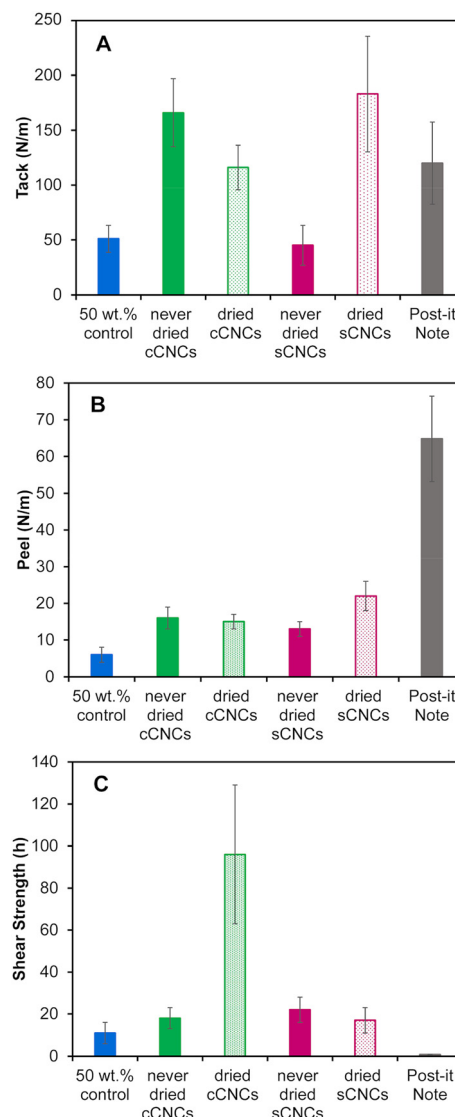 250
A
200
150
Tack (N/m)
100
50
0
50 wt.% never dried never dried Post-it
control dried cCNCs dried sCNCs Note
cCNCs sCNCs
80
B
70
60
50
Peel (N/m)
40
30
20
10
0
50 wt.% never dried never dried Post-it
control dried cCNCs dried sCNCs Note
cCNCs sCNCs
140
C
120
100
80
Shear Strength (h)
60
40
20
0
50 wt.% never dried never dried Post-it
control dried cCNCs dried sCNCs Note
cCNCs sCNCs